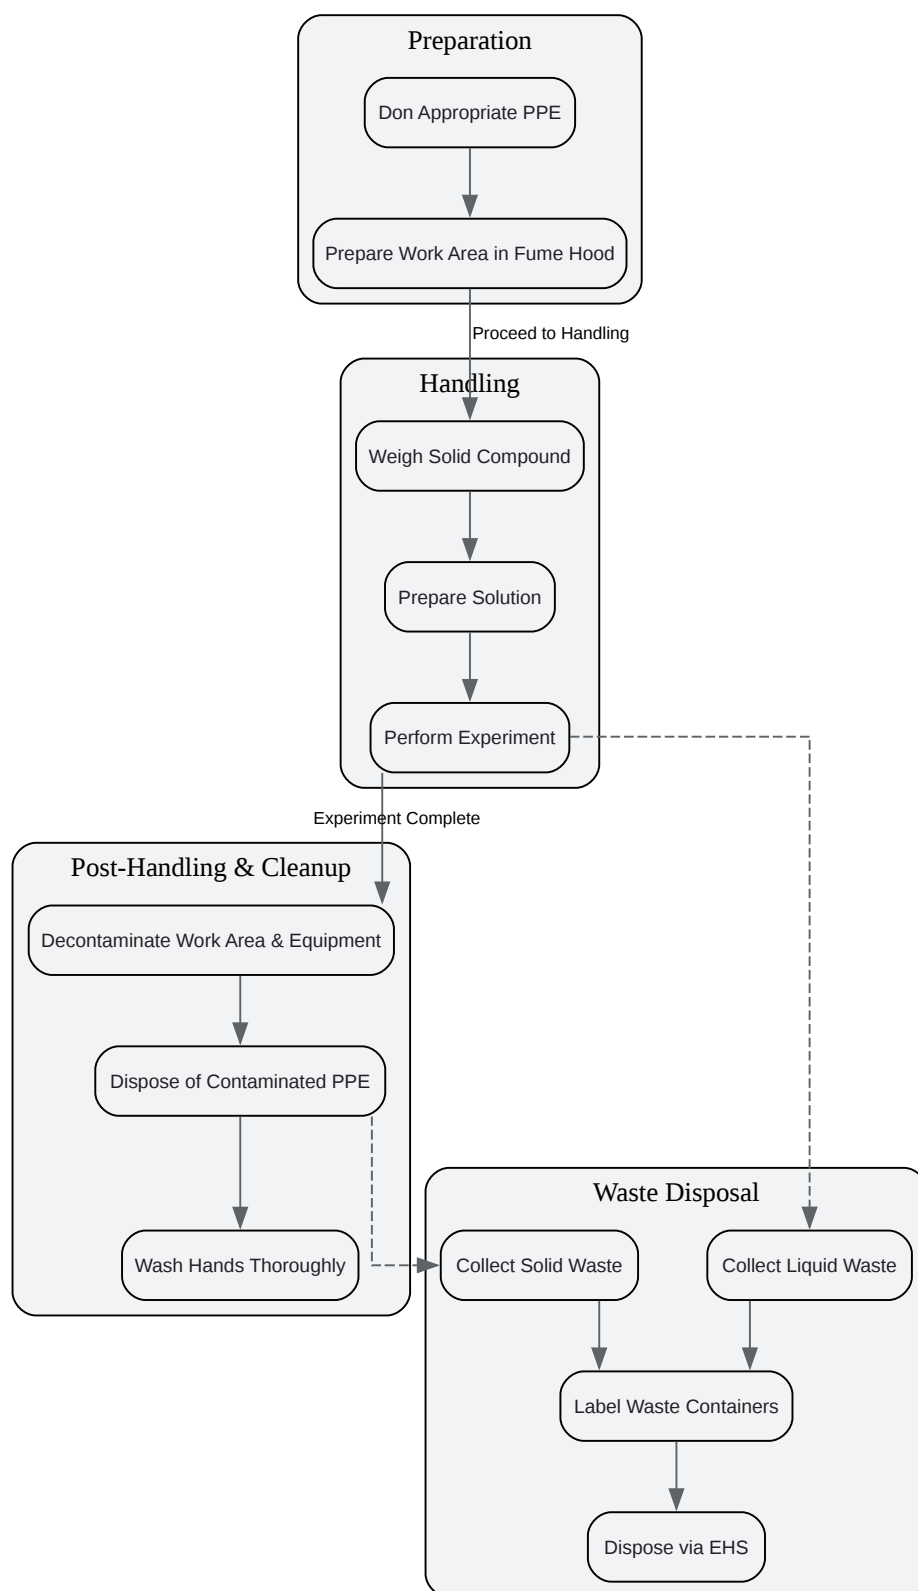 Preparation
Don Appropriate PPE
Prepare Work Area in Fume Hood
Proceed to Handling
Handling
Weigh Solid Compound
Prepare Solution
Perform Experiment
Experiment Complete
Post-Handling & Cleanup
Decontaminate Work Area & Equipment
Dispose of Contaminated PPE
Wash Hands Thoroughly
Waste Disposal
Collect Solid Waste
Collect Liquid Waste
Label Waste Containers
Dispose via EHS